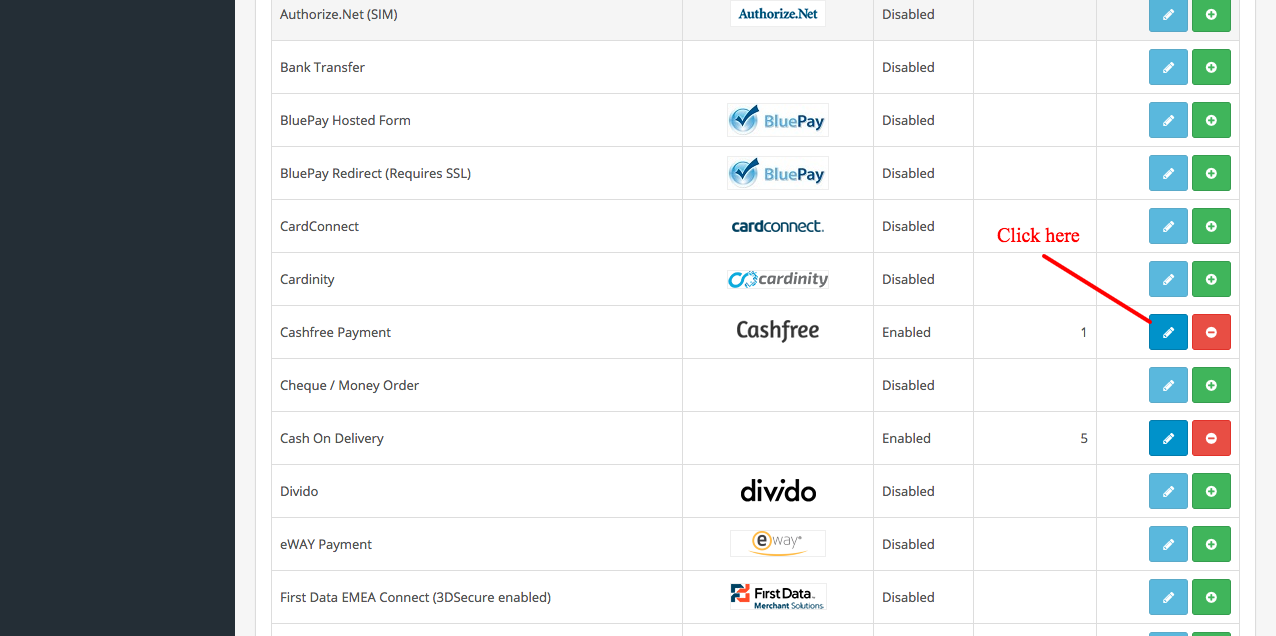 Authorize.Net (SIM) Authorize.Net Disabled
Bank Transfer Disabled
BluePay Hosted Form BluePay Disabled
BluePay Redirect (Requires SSL) BluePay Disabled
CardConnect cardconnect. Disabled
Click here
Cardinity cardinity Disabled
Cashfree Payment Cashfree Enabled 1
Cheque / Money Order Disabled
Cash On Delivery Enabled 5
Divido divido Disabled
eWAY Payment eway® Disabled
First Data EMEA Connect (3DSecure enabled) First Data™ Disabled
Merchant Solutions